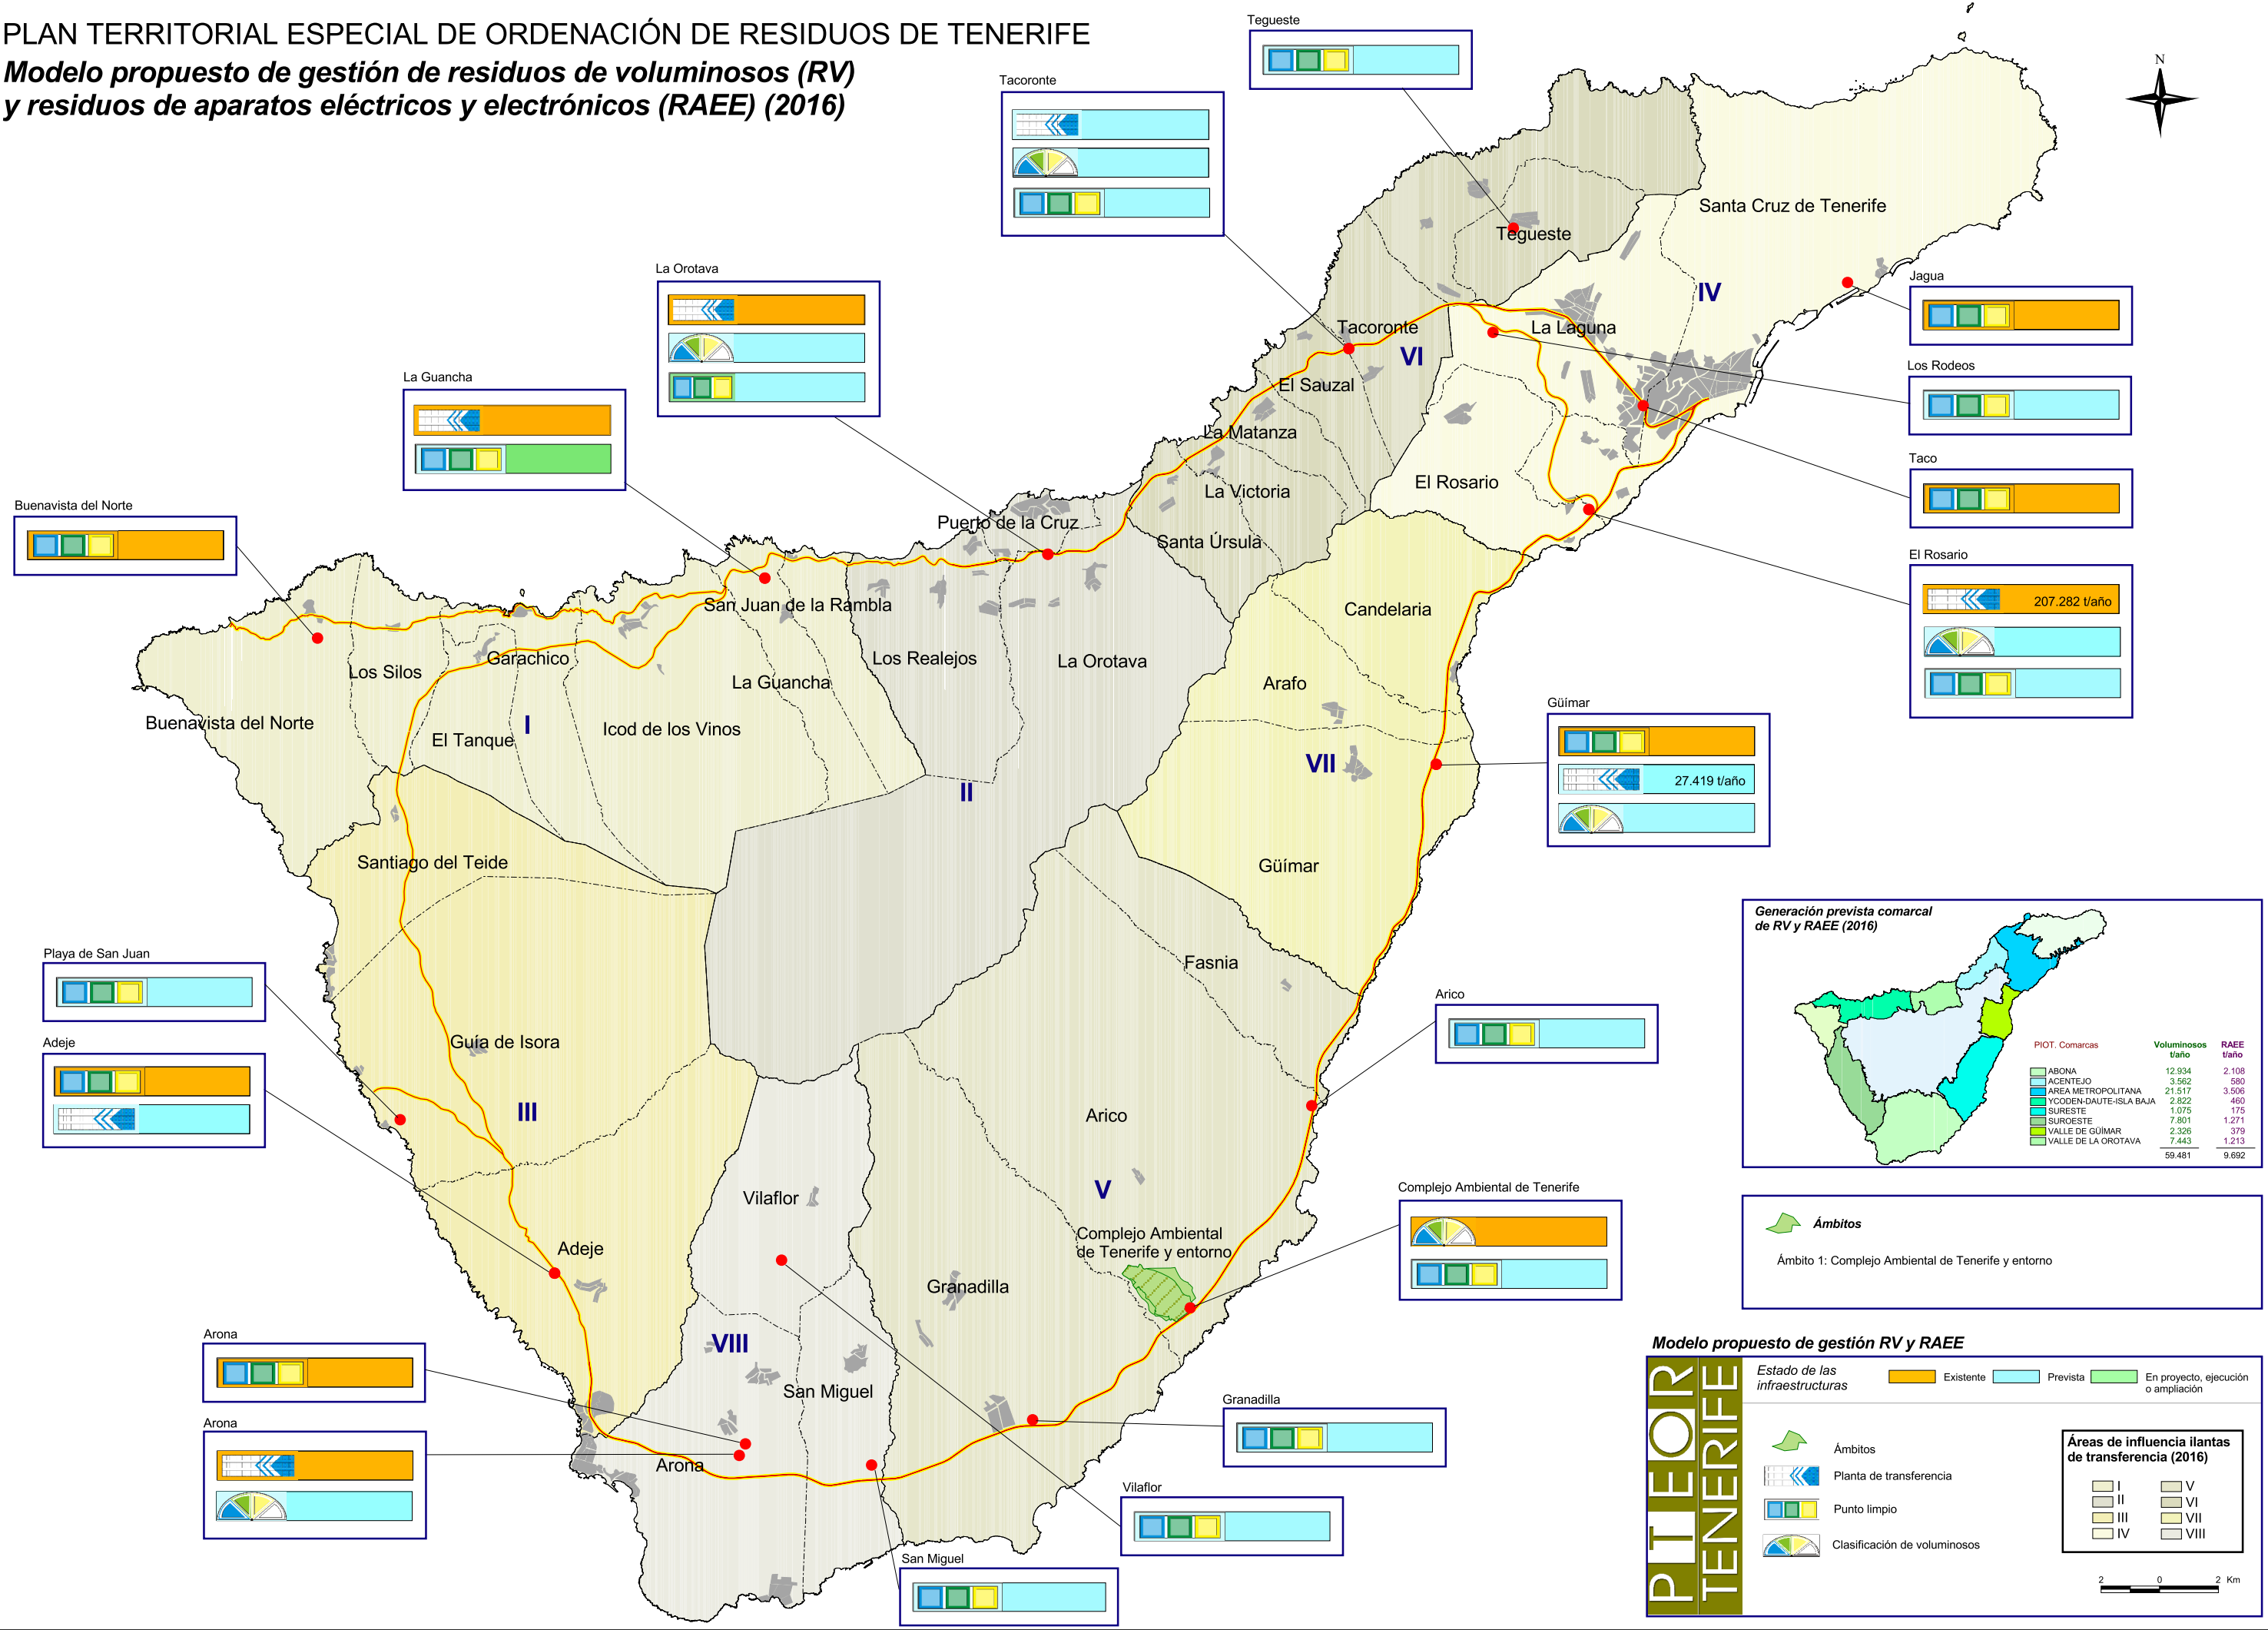 PLAN TERRITORIAL ESPECIAL DE ORDENACIÓN DE RESIDUOS DE TENERIFE
Modelo propuesto de gestión de residuos de voluminosos (RV)
y residuos de aparatos eléctricos y electrónicos (RAEE) (2016)
Tegueste
Tacoronte
N
La Orotava
La Guancha
Buenavista del Norte
Jagua
Los Rodeos
Taco
El Rosario
207.282 t/año
Güímar
27.419 t/año
Playa de San Juan
Adeje
Arico
Complejo Ambiental de Tenerife
Arona
Arona
Granadilla
Vilaflor
San Miguel
Santa Cruz de Tenerife
Tegueste
IV
La Laguna
Tacoronte
VI
El Sauzal
La Matanza
La Victoria
El Rosario
Santa Úrsula
Puerto de la Cruz
Candelaria
San Juan de la Rambla
Los Realejos
La Orotava
Arafo
Garachico
Los Silos
La Guancha
Buenavista del Norte
El Tanque
I
Icod de los Vinos
II
VII
Güímar
Santiago del Teide
Fasnia
Guía de Isora
III
Arico
V
Vilaflor
Adeje
Complejo Ambiental
de Tenerife y entorno
Granadilla
VIII
San Miguel
Arona
Generación prevista comarcal
de RV y RAEE (2016)
PIOT. Comarcas Voluminosos RAEE
t/año t/año
ABONA 12.934 2.108
ACENTEJO 3.562 580
AREA METROPOLITANA 21.517 3.506
YCODEN-DAUTE-ISLA BAJA 2.822 460
SURESTE 1.075 175
SUROESTE 7.801 1.271
VALLE DE GÜÍMAR 2.326 379
VALLE DE LA OROTAVA 7.443 1.213
59.481 9.692
Ámbitos
Ámbito 1: Complejo Ambiental de Tenerife y entorno
Modelo propuesto de gestión RV y RAEE
PTEOR
TENERIFE
Estado de las
infraestructuras
Existente
Prevista
En proyecto, ejecución
o ampliación
Ámbitos
Planta de transferencia
Punto limpio
Clasificación de voluminosos
Áreas de influencia ilantas
de transferencia (2016)
I V
II VI
III VII
IV VIII
2 0 2 Km